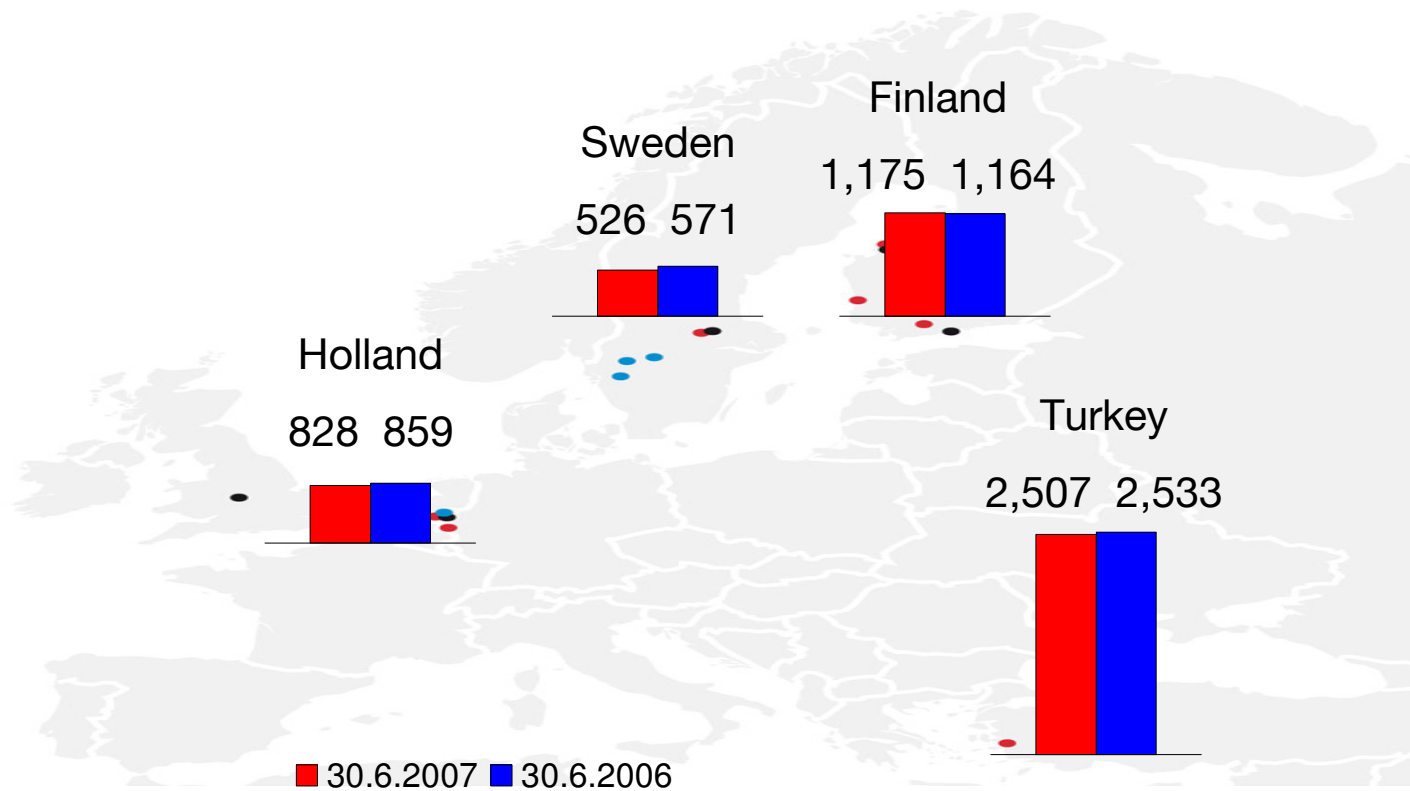 Finland
1,175 1,164
Sweden
526 571
Holland
828 859
Turkey
2,507 2,533
30.6.2007 30.6.2006